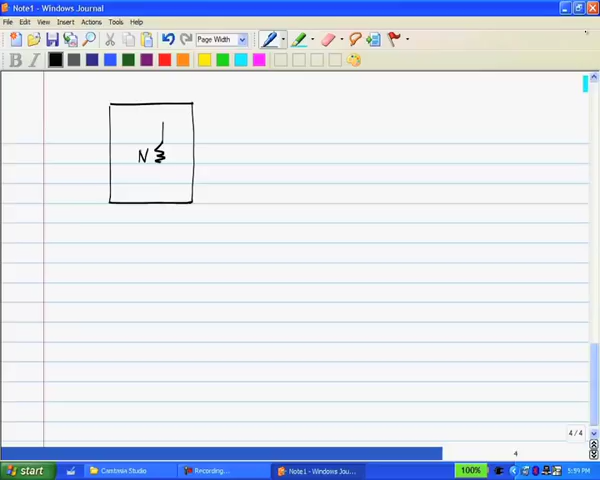 Note1 - Windows Journal
File Edit View Insert Actions Tools Help
Page Width
B I
N
4 / 4
4
start Camtasia Studio Recording... Note1 - Windows Jou... 100% 5:59 PM